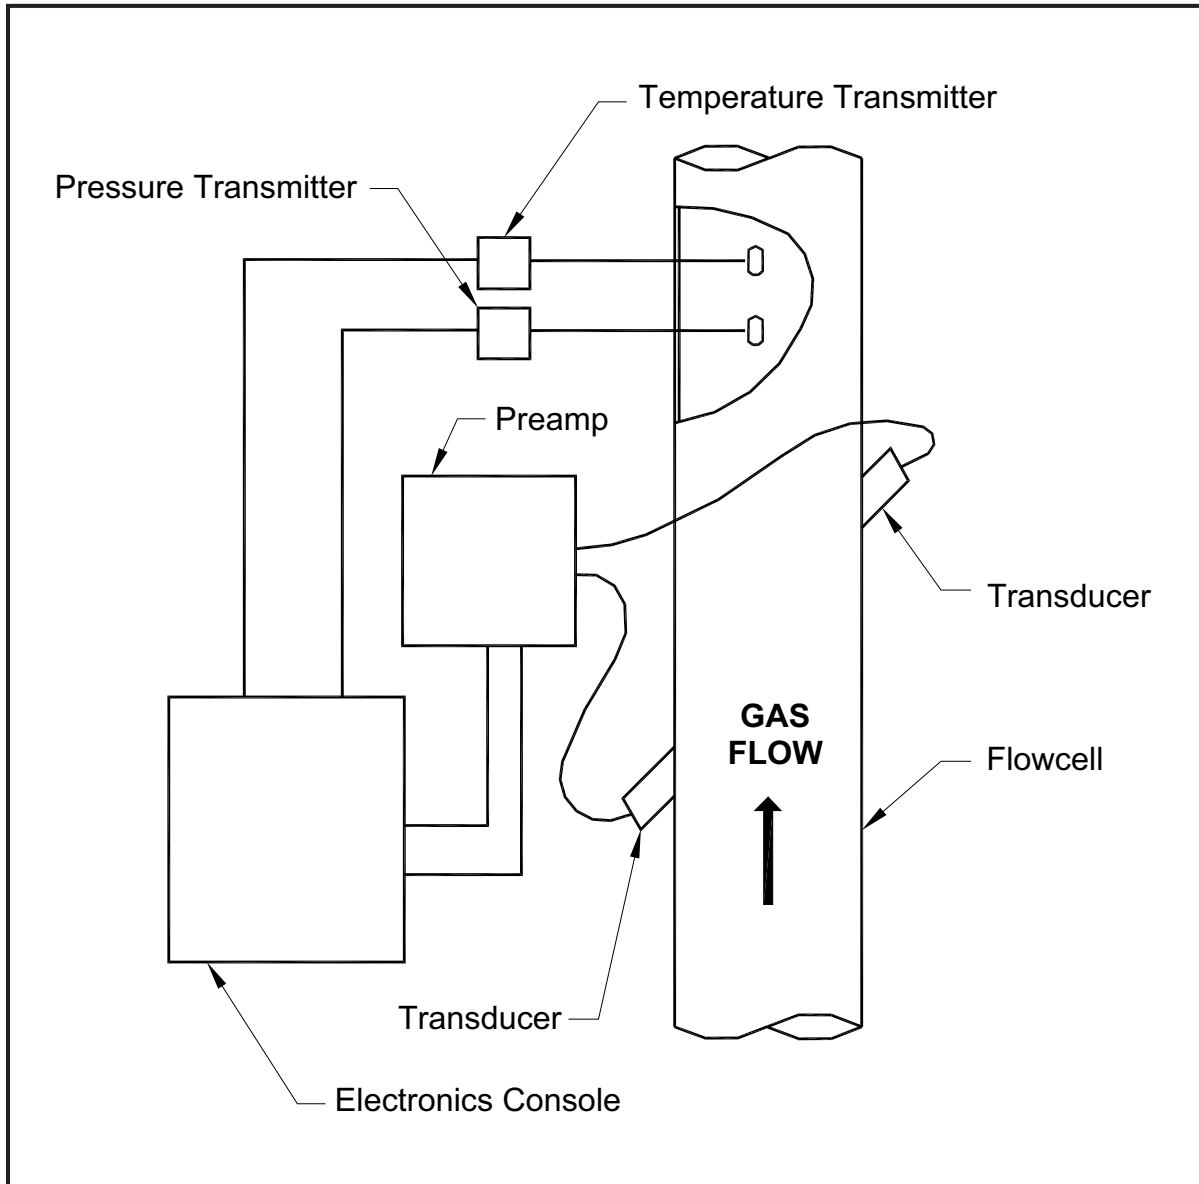 Temperature Transmitter
Pressure Transmitter
Preamp
Transducer
GAS
FLOW
Flowcell
Transducer
Electronics Console